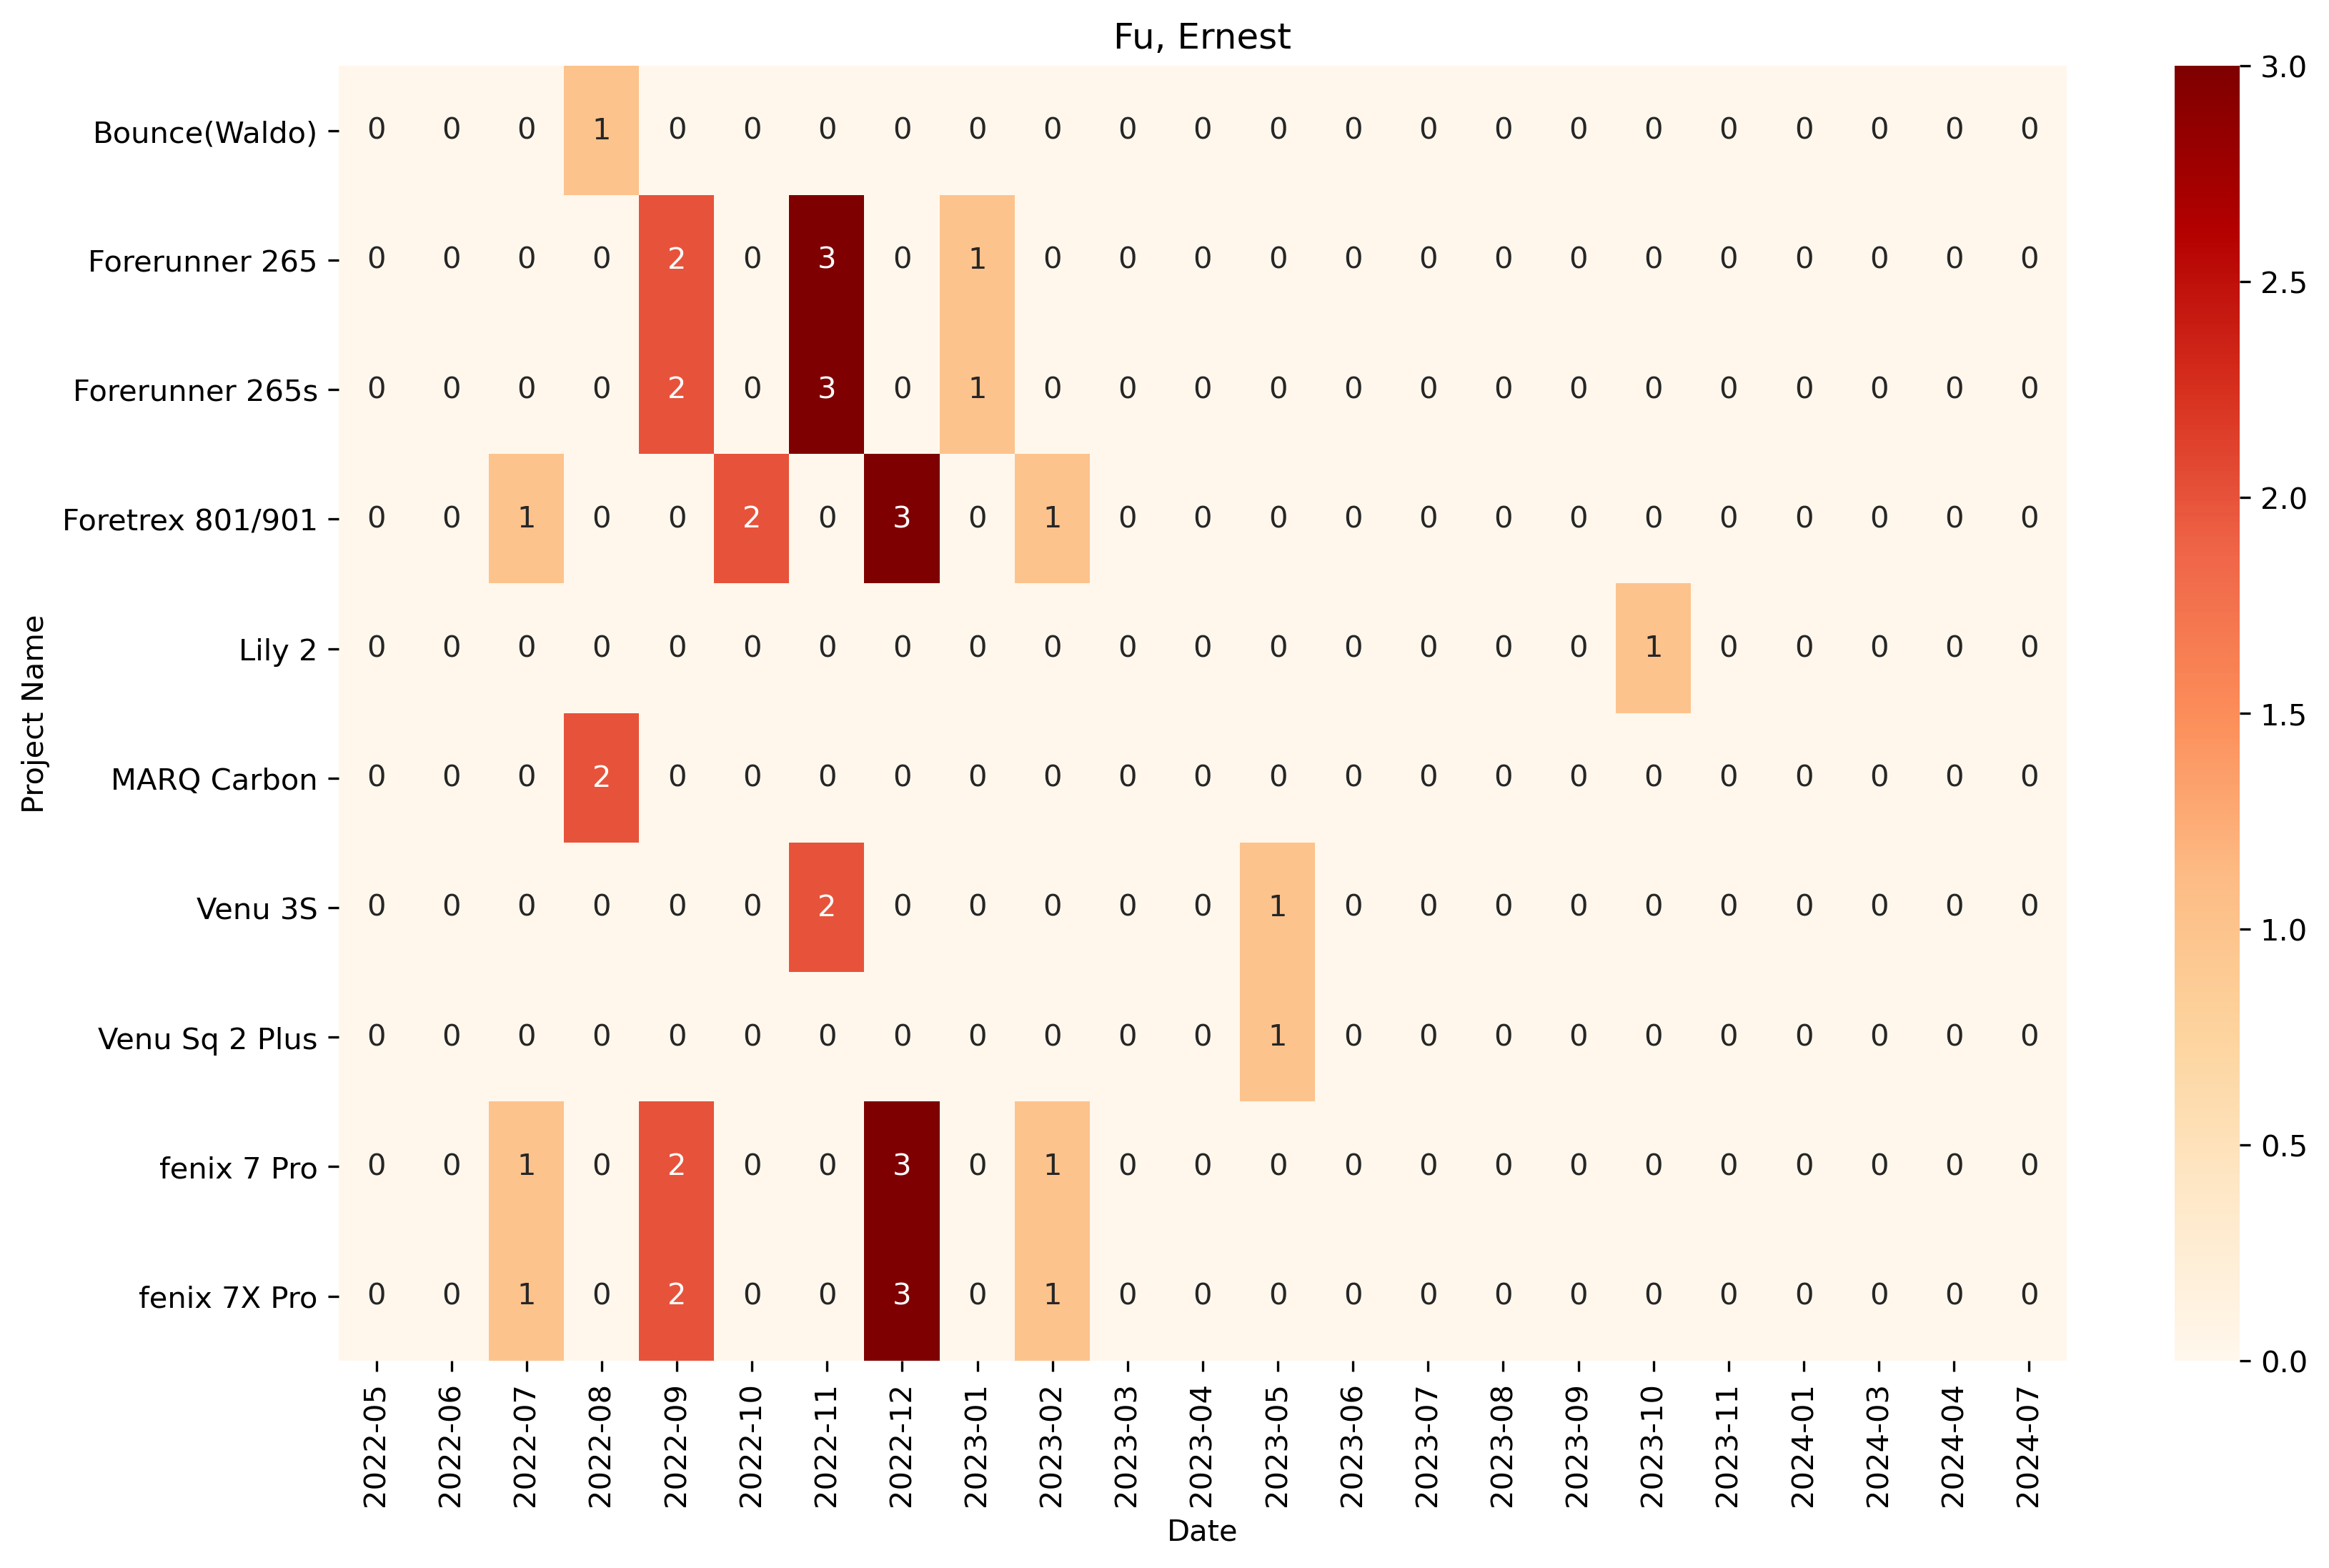 Fu, Ernest
Bounce(Waldo) 0 0 0 1 0 0 0 0 0 0 0 0 0 0 0 0 0 0 0 0 0 0 0
Forerunner 265 0 0 0 0 2 0 3 0 1 0 0 0 0 0 0 0 0 0 0 0 0 0 0
Forerunner 265s 0 0 0 0 2 0 3 0 1 0 0 0 0 0 0 0 0 0 0 0 0 0 0
Foretrex 801/901 0 0 1 0 0 2 0 3 0 1 0 0 0 0 0 0 0 0 0 0 0 0 0
Lily 2 0 0 0 0 0 0 0 0 0 0 0 0 0 0 0 0 0 1 0 0 0 0 0
MARQ Carbon 0 0 0 2 0 0 0 0 0 0 0 0 0 0 0 0 0 0 0 0 0 0 0
Venu 3S 0 0 0 0 0 0 2 0 0 0 0 0 1 0 0 0 0 0 0 0 0 0 0
Venu Sq 2 Plus 0 0 0 0 0 0 0 0 0 0 0 0 1 0 0 0 0 0 0 0 0 0 0
fenix 7 Pro 0 0 1 0 2 0 0 3 0 1 0 0 0 0 0 0 0 0 0 0 0 0 0
fenix 7X Pro 0 0 1 0 2 0 0 3 0 1 0 0 0 0 0 0 0 0 0 0 0 0 0
Project Name
2022-05 2022-06 2022-07 2022-08 2022-09 2022-10 2022-11 2022-12 2023-01 2023-02 2023-03 2023-04 2023-05 2023-06 2023-07 2023-08 2023-09 2023-10 2023-11 2024-01 2024-03 2024-04 2024-07
Date
3.0
2.5
2.0
1.5
1.0
0.5
0.0